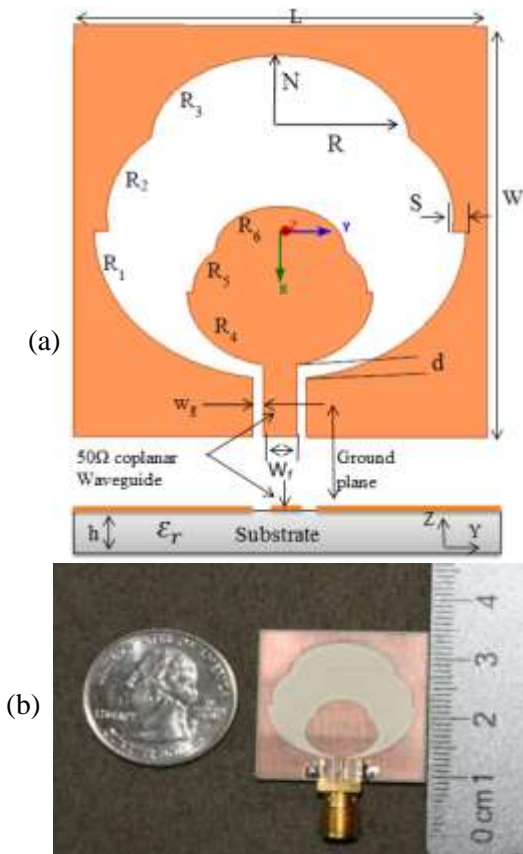 L
N
R₃
R
R₂
W
S
R₆
Y
R₁
R₅
X
R₄
(a)
d
Wg
50Ω coplanar
Waveguide
Wf
Ground
plane
h
εr
Substrate
Z
Y
(b)
4
3
2
1
0 cm